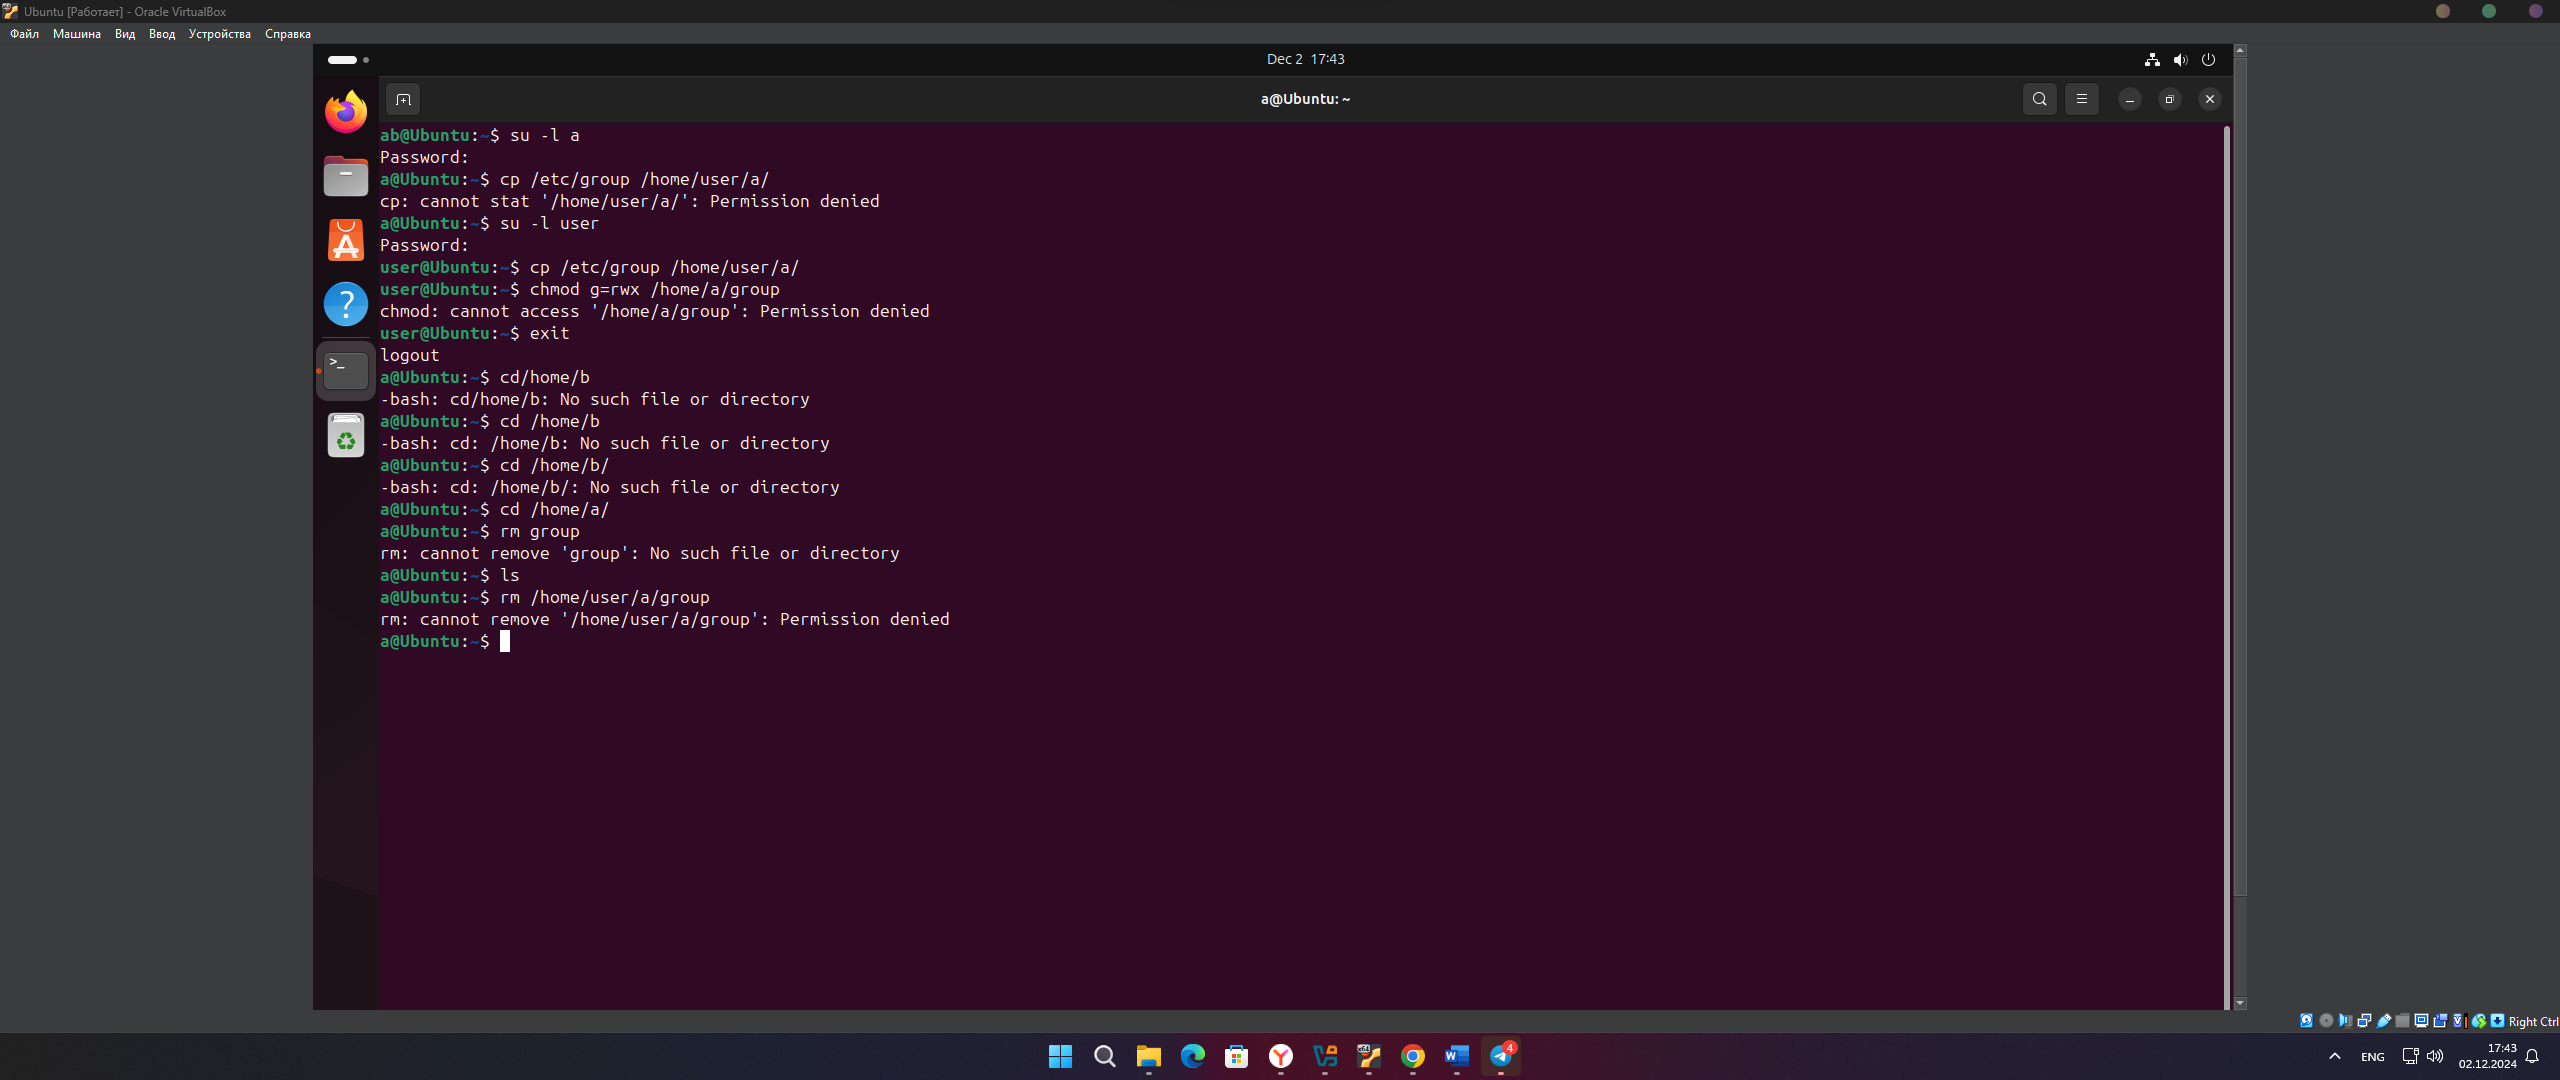 Ubuntu [Работает] - Oracle VirtualBox
Файл Машина Вид Ввод Устройства Справка
Dec 2 17:43
a@Ubuntu: ~
ab@Ubuntu:~$ su -l a
Password:
a@Ubuntu:~$ cp /etc/group /home/user/a/
cp: cannot stat '/home/user/a/': Permission denied
a@Ubuntu:~$ su -l user
Password:
user@Ubuntu:~$ cp /etc/group /home/user/a/
user@Ubuntu:~$ chmod g=rwx /home/a/group
chmod: cannot access '/home/a/group': Permission denied
user@Ubuntu:~$ exit
logout
a@Ubuntu:~$ cd/home/b
-bash: cd/home/b: No such file or directory
a@Ubuntu:~$ cd /home/b
-bash: cd: /home/b: No such file or directory
a@Ubuntu:~$ cd /home/b/
-bash: cd: /home/b/: No such file or directory
a@Ubuntu:~$ cd /home/a/
a@Ubuntu:~$ rm group
rm: cannot remove 'group': No such file or directory
a@Ubuntu:~$ ls
a@Ubuntu:~$ rm /home/user/a/group
rm: cannot remove '/home/user/a/group': Permission denied
a@Ubuntu:~$
Right Ctrl
4
ENG
17:43
02.12.2024